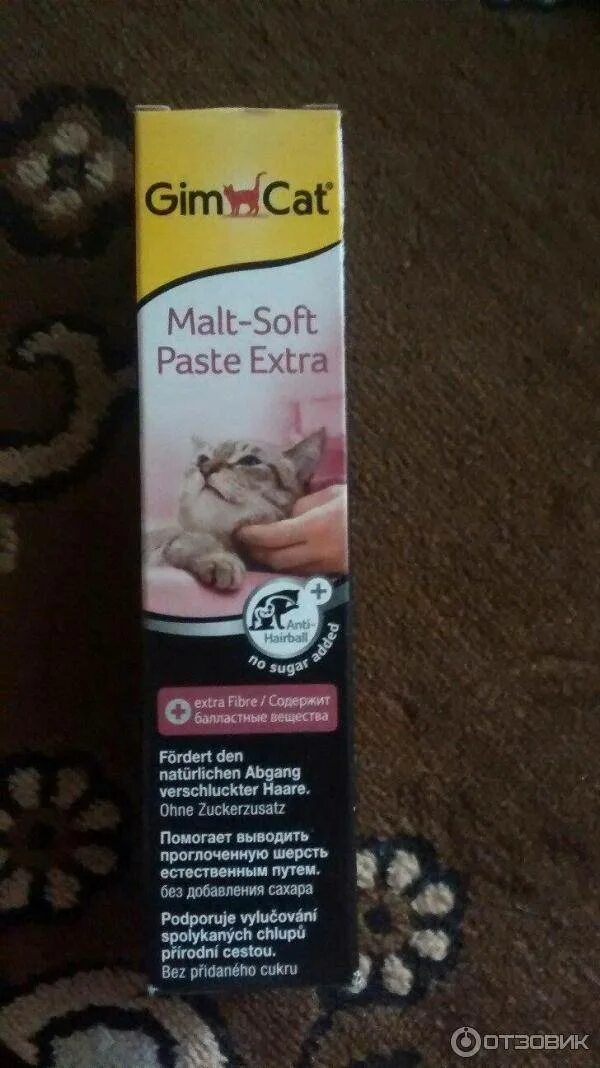 GimCat®
Malt-Soft
Paste Extra
Anti-
Hairball
no sugar added
extra Fibre / Содержит
балластные вещества
Fördert den
natürlichen Abgang
verschluckter Haare.
Ohne Zuckerzusatz
Помогает выводить
проглоченную шерсть
естественным путем.
без добавления сахара
Podporuje vylučování
spolykaných chlupů
přírodní cestou.
Bez přidaného cukru
ОТЗОВИК